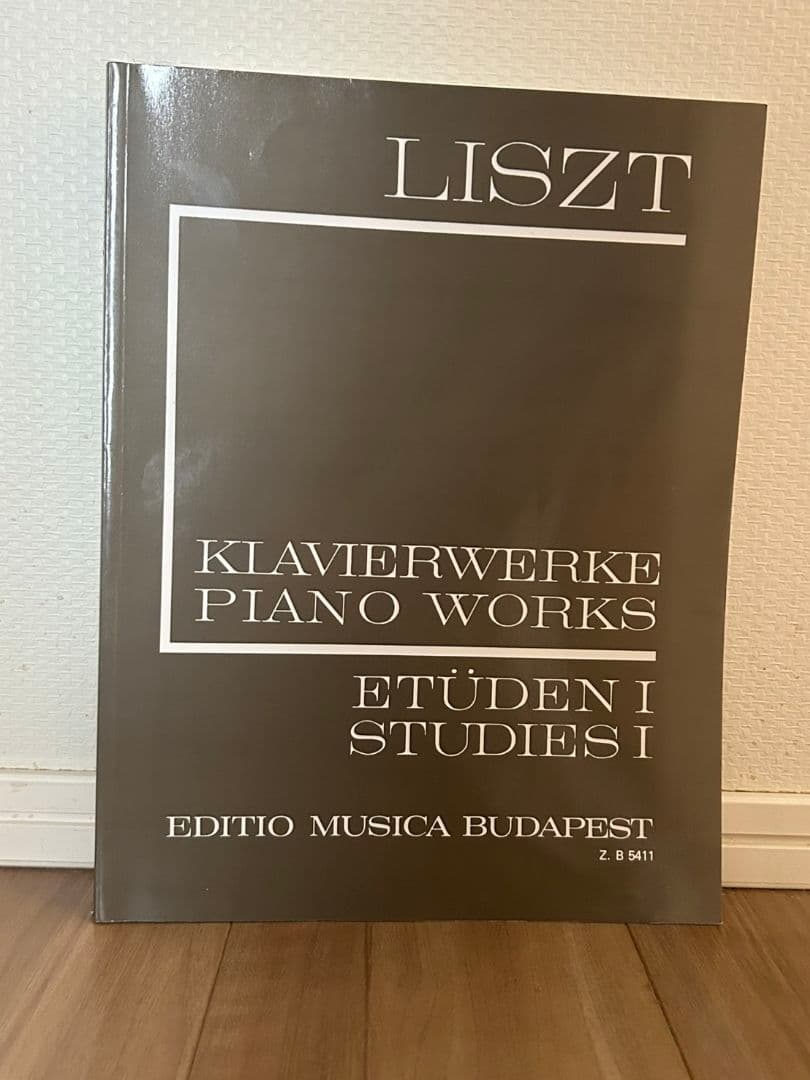 LISZT
KLAVIERWERKE
PIANO WORKS
ETÜDEN I
STUDIES I
EDITIO MUSICA BUDAPEST
Z. B 5411